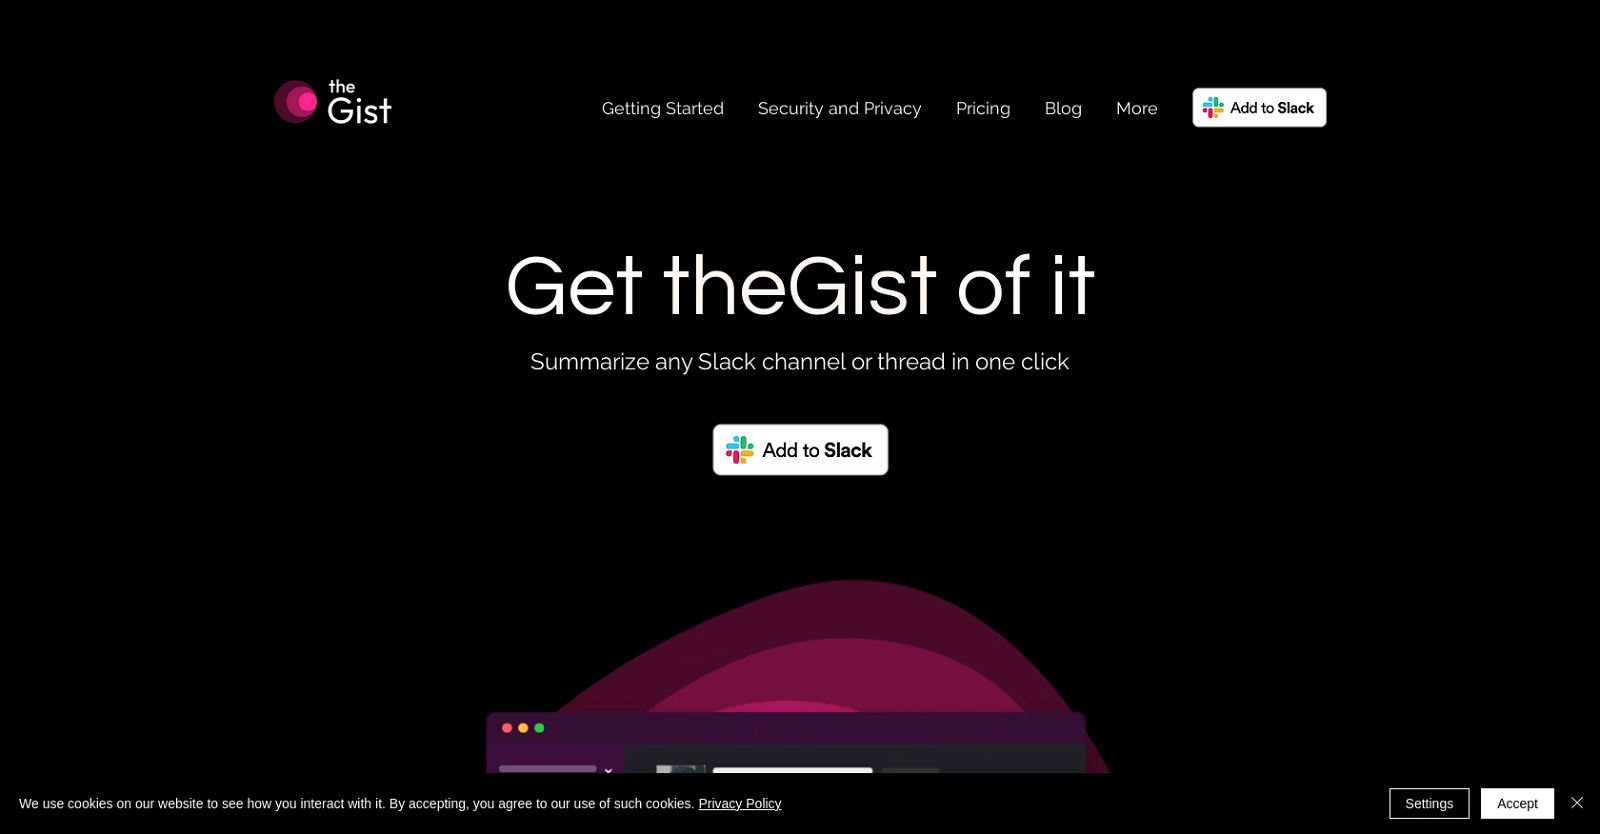 the
Gist
Getting Started
Security and Privacy
Pricing
Blog
More
Add to Slack
Get theGist of it
Summarize any Slack channel or thread in one click
Add to Slack
We use cookies on our website to see how you interact with it. By accepting, you agree to our use of such cookies. Privacy Policy
Settings
Accept